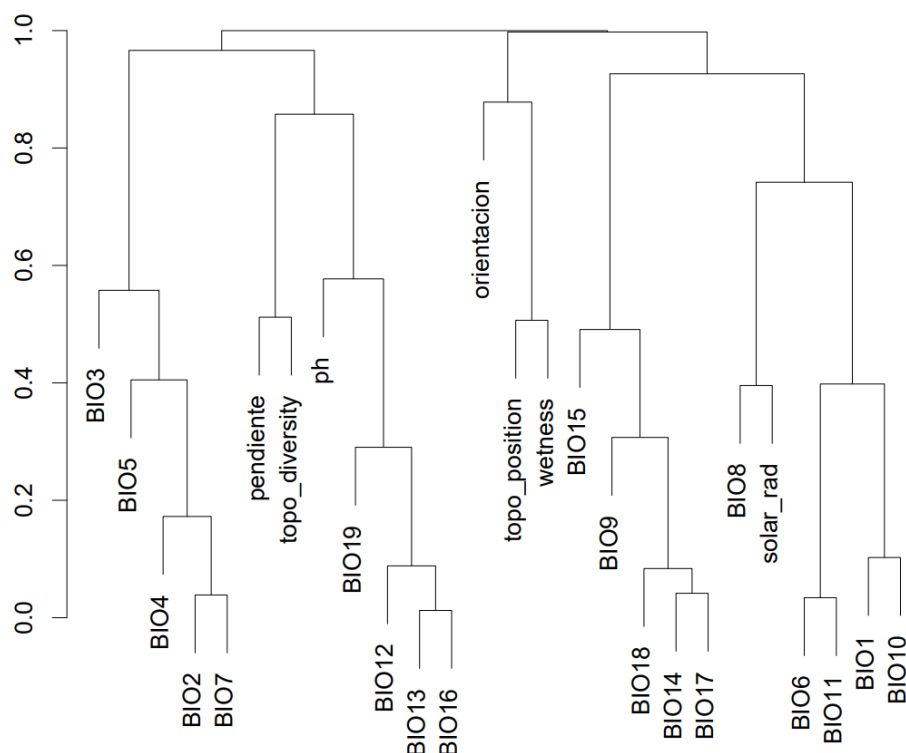 1.0
0.8
0.6
0.4
0.2
0.0
BIO3
BIO5
BIO4
BIO2
BIO7
pendiente
topo_diversity
ph
BIO19
BIO12
BIO13
BIO16
orientacion
topo_position
wetness
BIO15
BIO9
BIO18
BIO14
BIO17
BIO8
solar_rad
BIO6
BIO11
BIO1
BIO10